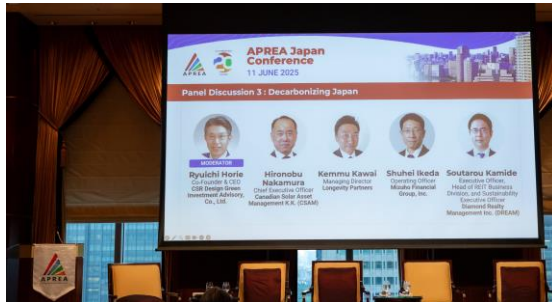 APREA
APREA Japan
Conference
11 JUNE 2025
Panel Discussion 3 : Decarbonizing Japan
MODERATOR
Ryuichi Horie
Co-Founder & CEO
CSR Design Green
Investment Advisory,
Co., Ltd.
Hironobu
Nakamura
Chief Executive Officer
Canadian Solar Asset
Management K.K. (CSAM)
Kemmu Kawai
Managing Director
Longevity Partners
Shuhei Ikeda
Operating Officer
Mizuho Financial
Group, Inc.
Soutarou Kamide
Executive Officer,
Head of REIT Business
Division, and Sustainability
Executive Officer
Diamond Realty
Management Inc. (DREAM)
APREA